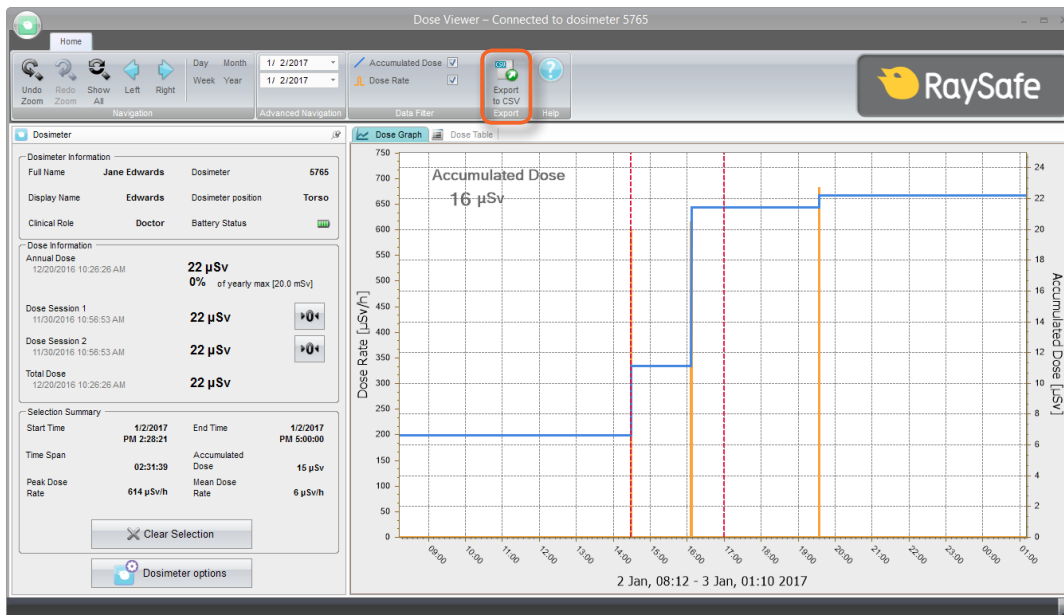 Dose Viewer – Connected to dosimeter 5765
Home
Undo Zoom
Redo Zoom
Show All
Left
Right
Day Month
Week Year
Navigation
1/ 2/2017
1/ 2/2017
Advanced Navigation
Accumulated Dose
Dose Rate
Data Filter
CSV
Export to CSV
Export
Help
RaySafe
Dosimeter
Dosimeter Information
Full Name Jane Edwards Dosimeter 5765
Display Name Edwards Dosimeter position Torso
Clinical Role Doctor Battery Status
Dose Information
Annual Dose
12/20/2016 10:26:26 AM 22 µSv
0% of yearly max [20.0 mSv]
Dose Session 1
11/30/2016 10:56:53 AM 22 µSv
0
Dose Session 2
11/30/2016 10:56:53 AM 22 µSv
0
Total Dose
12/20/2016 10:26:26 AM 22 µSv
Selection Summary
Start Time 1/2/2017 PM 2:28:21 End Time 1/2/2017 PM 5:00:00
Time Span 02:31:39 Accumulated Dose 15 µSv
Peak Dose Rate 614 µSv/h Mean Dose Rate 6 µSv/h
Clear Selection
Dosimeter options
Dose Graph
Dose Table
Accumulated Dose
16 µSv
Dose Rate [µSv/h]
750
700
650
600
550
500
450
400
350
300
250
200
150
100
50
0
Accumulated Dose [µSv]
24
22
20
18
16
14
12
10
8
6
4
2
0
09:00 10:00 11:00 12:00 13:00 14:00 15:00 16:00 17:00 18:00 19:00 20:00 21:00 22:00 23:00 00:00 01:00
2 Jan, 08:12 - 3 Jan, 01:10 2017